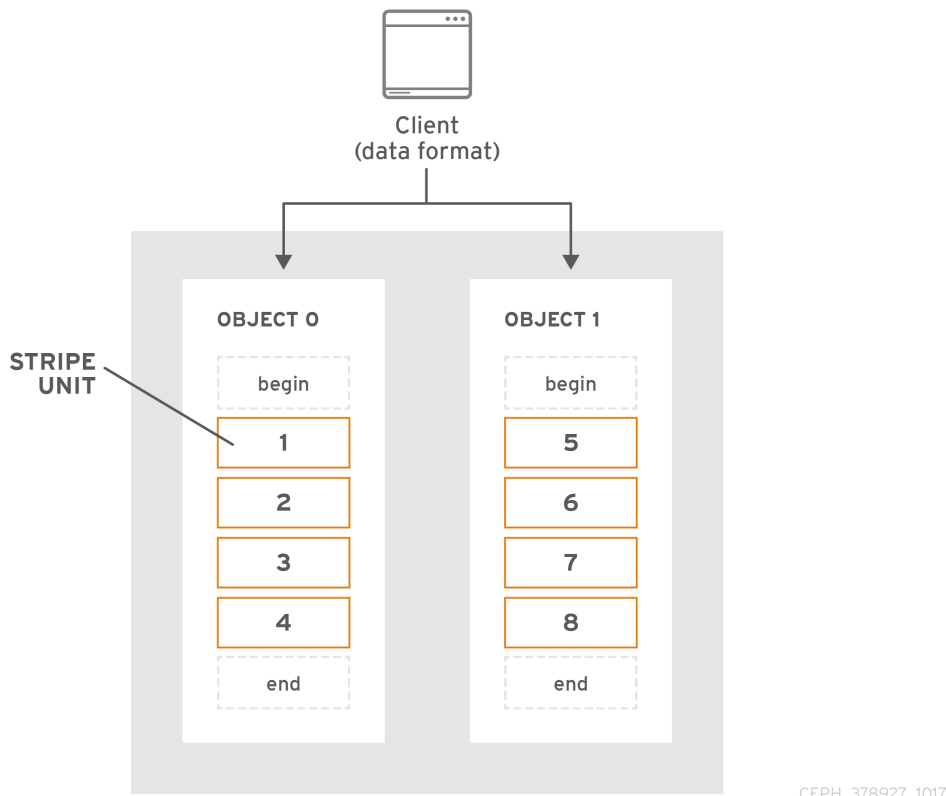 Client
(data format)
OBJECT 0
OBJECT 1
STRIPE
UNIT
begin
1
2
3
4
end
begin
5
6
7
8
end
CEPH_378927_1017